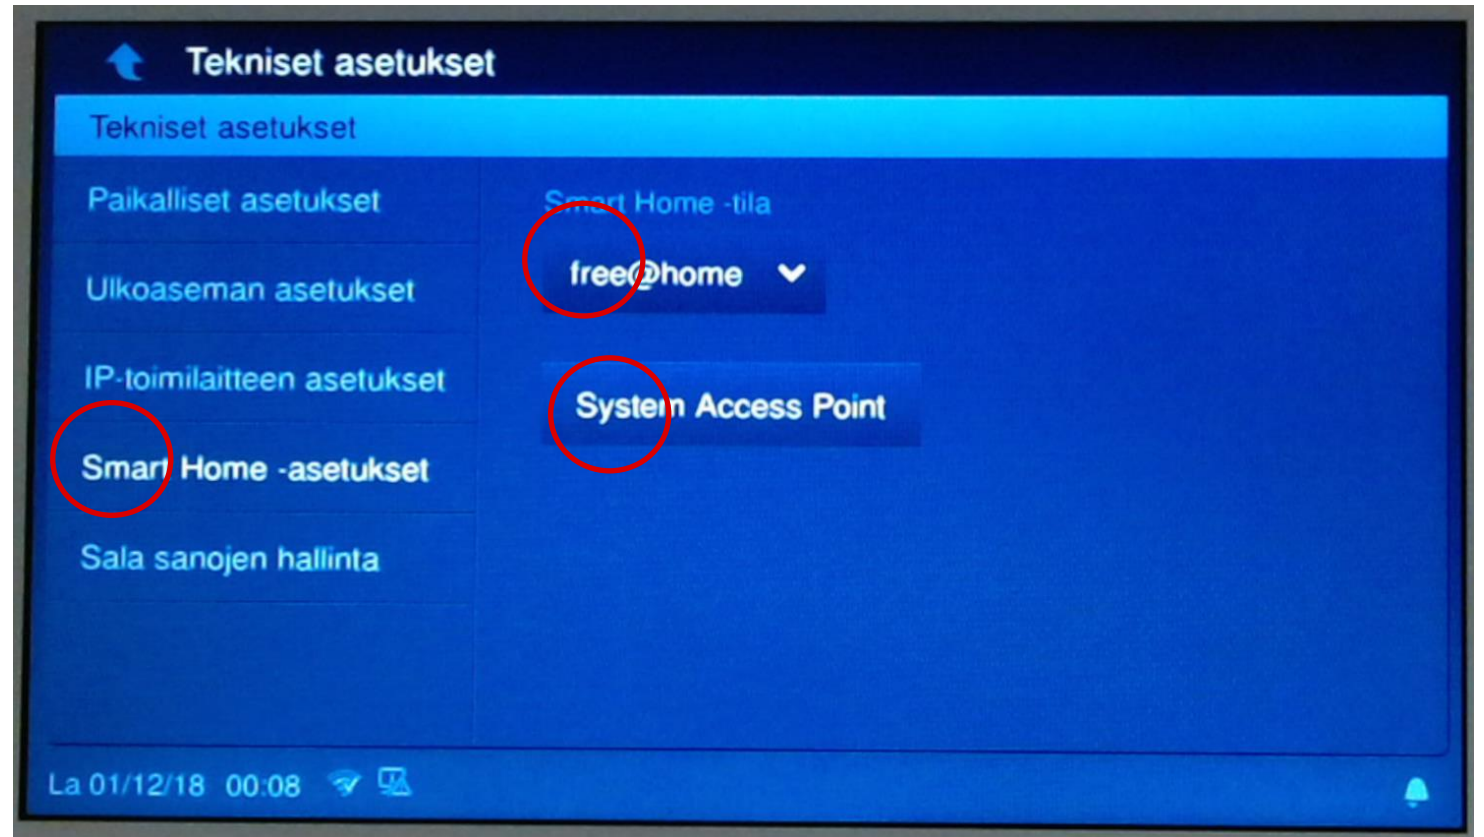 Tekniset asetukset
Tekniset asetukset
Paikalliset asetukset
Ulkoaseman asetukset
IP-toimilaitteen asetukset
Smart Home -asetukset
Sala sanojen hallinta
Smart Home -tila
free@home
System Access Point
La 01/12/18 00:08